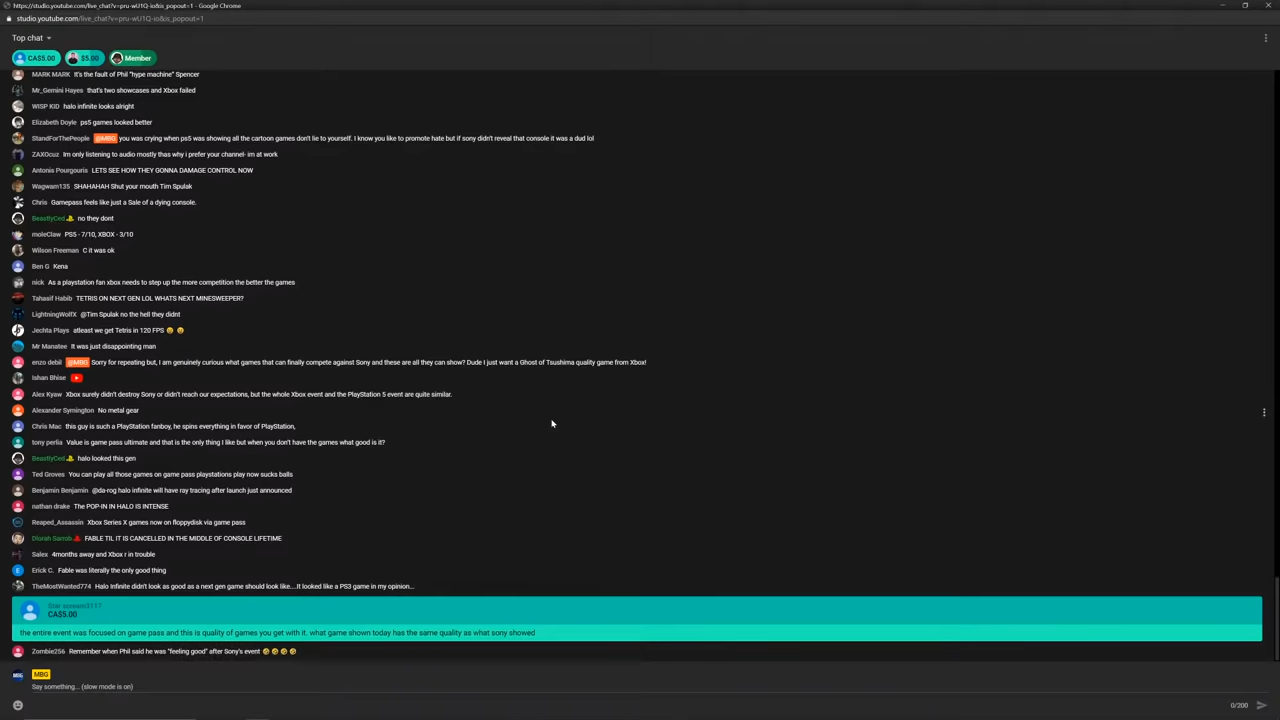 https://studio.youtube.com/live_chat?v=pru-wU1Q-io&is_popout=1 - Google Chrome
studio.youtube.com/live_chat?v=pru-wU1Q-io&is_popout=1
Top chat
CA$5.00 $5.00 Member
MARK MARK It's the fault of Phil "hype machine" Spencer
Mr_Gemini Hayes that's two showcases and Xbox failed
WISP KID halo infinite looks alright
Elizabeth Doyle ps5 games looked better
StandForThePeople @MBG you was crying when ps5 was showing all the cartoon games don't lie to yourself. I know you like to promote hate but if sony didn't reveal that console it was a dud lol
ZAXOcuz Im only listening to audio mostly thas why i prefer your channel- im at work
Antonis Pourgouris LETS SEE HOW THEY GONNA DAMAGE CONTROL NOW
Wagwam135 SHAHAHAH Shut your mouth Tim Spulak
Chris Gamepass feels like just a Sale of a dying console.
BeastlyCed no they dont
moleClaw PS5 - 7/10, XBOX - 3/10
Wilson Freeman C it was ok
Ben G Kena
nick As a playstation fan xbox needs to step up the more competition the better the games
Tahasif Habib TETRIS ON NEXT GEN LOL WHATS NEXT MINESWEEPER?
LightningWolfX @Tim Spulak no the hell they didnt
Jechta Plays atleast we get Tetris in 120 FPS
Mr Manatee It was just disappointing man
enzo debil @MBG Sorry for repeating but, I am genuinely curious what games that can finally compete against Sony and these are all they can show? Dude I just want a Ghost of Tsushima quality game from Xbox!
Ishan Bhise
Alex Kyaw Xbox surely didn't destroy Sony or didn't reach our expectations, but the whole Xbox event and the PlayStation 5 event are quite similar.
Alexander Symington No metal gear
Chris Mac this guy is such a PlayStation fanboy, he spins everything in favor of PlayStation,
tony perlia Value is game pass ultimate and that is the only thing I like but when you don't have the games what good is it?
BeastlyCed halo looked this gen
Ted Groves You can play all those games on game pass playstations play now sucks balls
Benjamin Benjamin @da-rog halo infinite will have ray tracing after launch just announced
nathan drake The POP-IN IN HALO IS INTENSE
Reaped_Assassin Xbox Series X games now on floppydisk via game pass
Dlorah Sarrob FABLE TIL IT IS CANCELLED IN THE MIDDLE OF CONSOLE LIFETIME
Salex 4months away and Xbox r in trouble
Erick C. Fable was literally the only good thing
TheMostWanted774 Halo Infinite didn't look as good as a next gen game should look like....It looked like a PS3 game in my opinion...
Star scream3117
CA$5.00
the entire event was focused on game pass and this is quality of games you get with it. what game shown today has the same quality as what sony showed
Zombie256 Remember when Phil said he was "feeling good" after Sony's event
MBG
Say something... (slow mode is on)
0/200